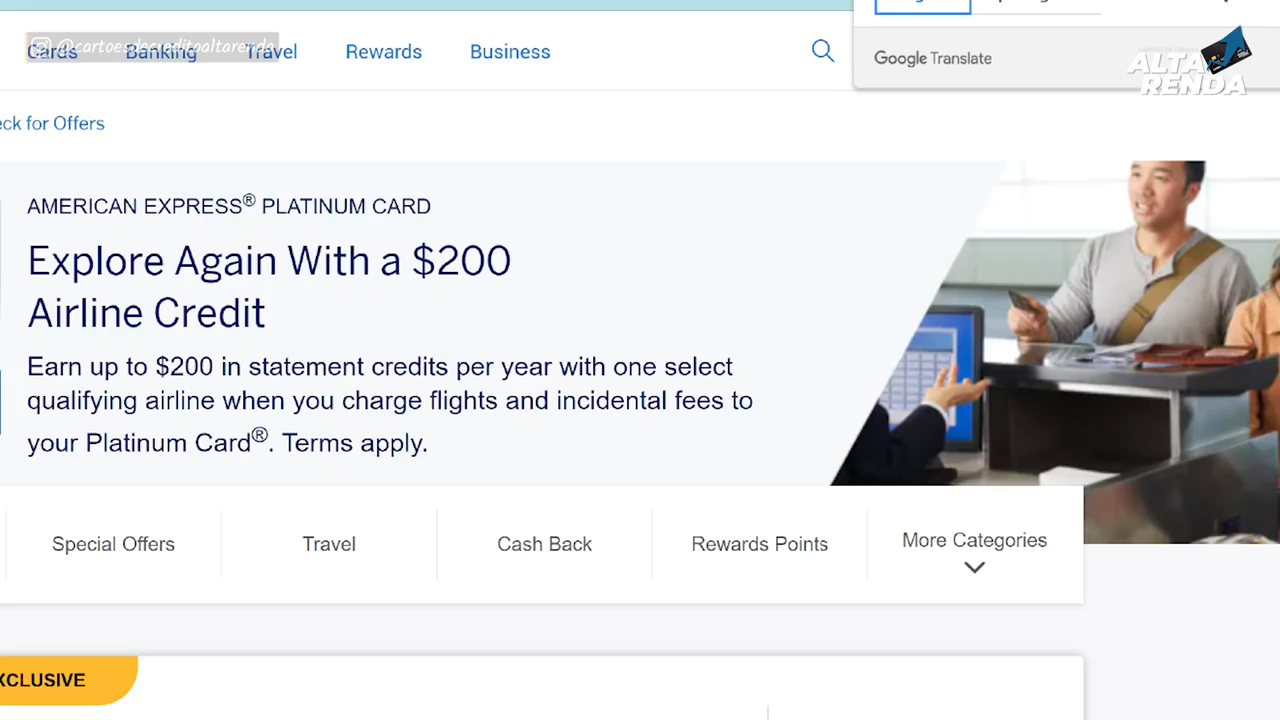 @cartoesdecreditoaltarenda
Cards
Banking
Travel
Rewards
Business
Google Translate
ALTA
RENDA
eck for Offers
AMERICAN EXPRESS® PLATINUM CARD
Explore Again With a $200
Airline Credit
Earn up to $200 in statement credits per year with one select
qualifying airline when you charge flights and incidental fees to
your Platinum Card®. Terms apply.
Special Offers
Travel
Cash Back
Rewards Points
More Categories
XCLUSIVE